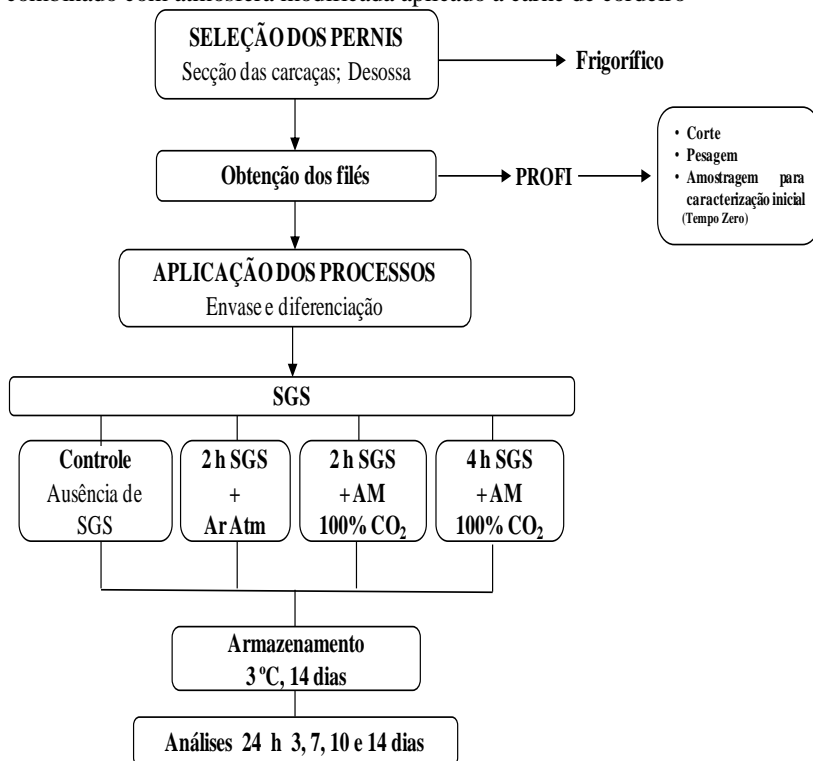 combinado com atmosfera modificada aplicado à carne de cordeiro
SELEÇÃO DOS PERNIS
Secção das carcaças; Desossa
Frigorífico
Obtenção dos filés
PROFI
• Corte
• Pesagem
• Amostragem para
caracterização inicial
(Tempo Zero)
APLICAÇÃO DOS PROCESSOS
Envase e diferenciação
SGS
Controle
Ausência de
SGS
2 h SGS
+
Ar Atm
2 h SGS
+ AM
100% CO₂
4 h SGS
+ AM
100% CO₂
Armazenamento
3 ºC, 14 dias
Análises 24 h 3, 7, 10 e 14 dias